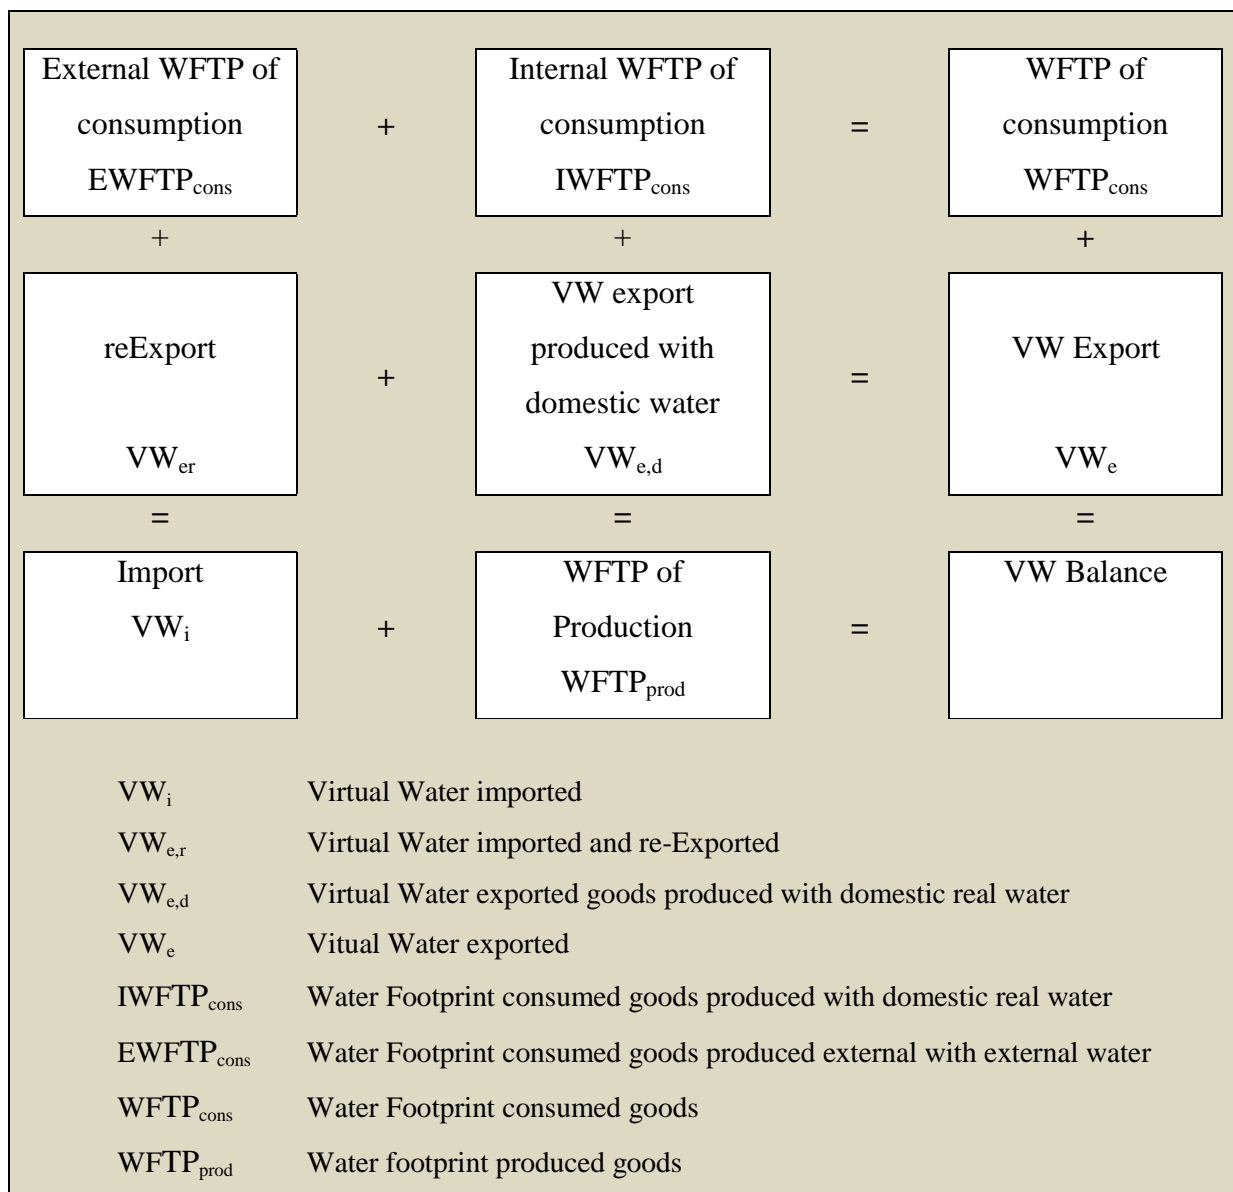 External WFTP of
consumption
EWFTPcons
+
Internal WFTP of
consumption
IWFTPcons
=
WFTP of
consumption
WFTPcons
+
+
+
reExport
VWer
+
VW export
produced with
domestic water
VWe,d
=
VW Export
VWe
=
=
=
Import
VWi
+
WFTP of
Production
WFTPprod
=
VW Balance
VWi Virtual Water imported
VWe,r Virtual Water imported and re-Exported
VWe,d Virtual Water exported goods produced with domestic real water
VWe Vitual Water exported
IWFTPcons Water Footprint consumed goods produced with domestic real water
EWFTPcons Water Footprint consumed goods produced external with external water
WFTPcons Water Footprint consumed goods
WFTPprod Water footprint produced goods